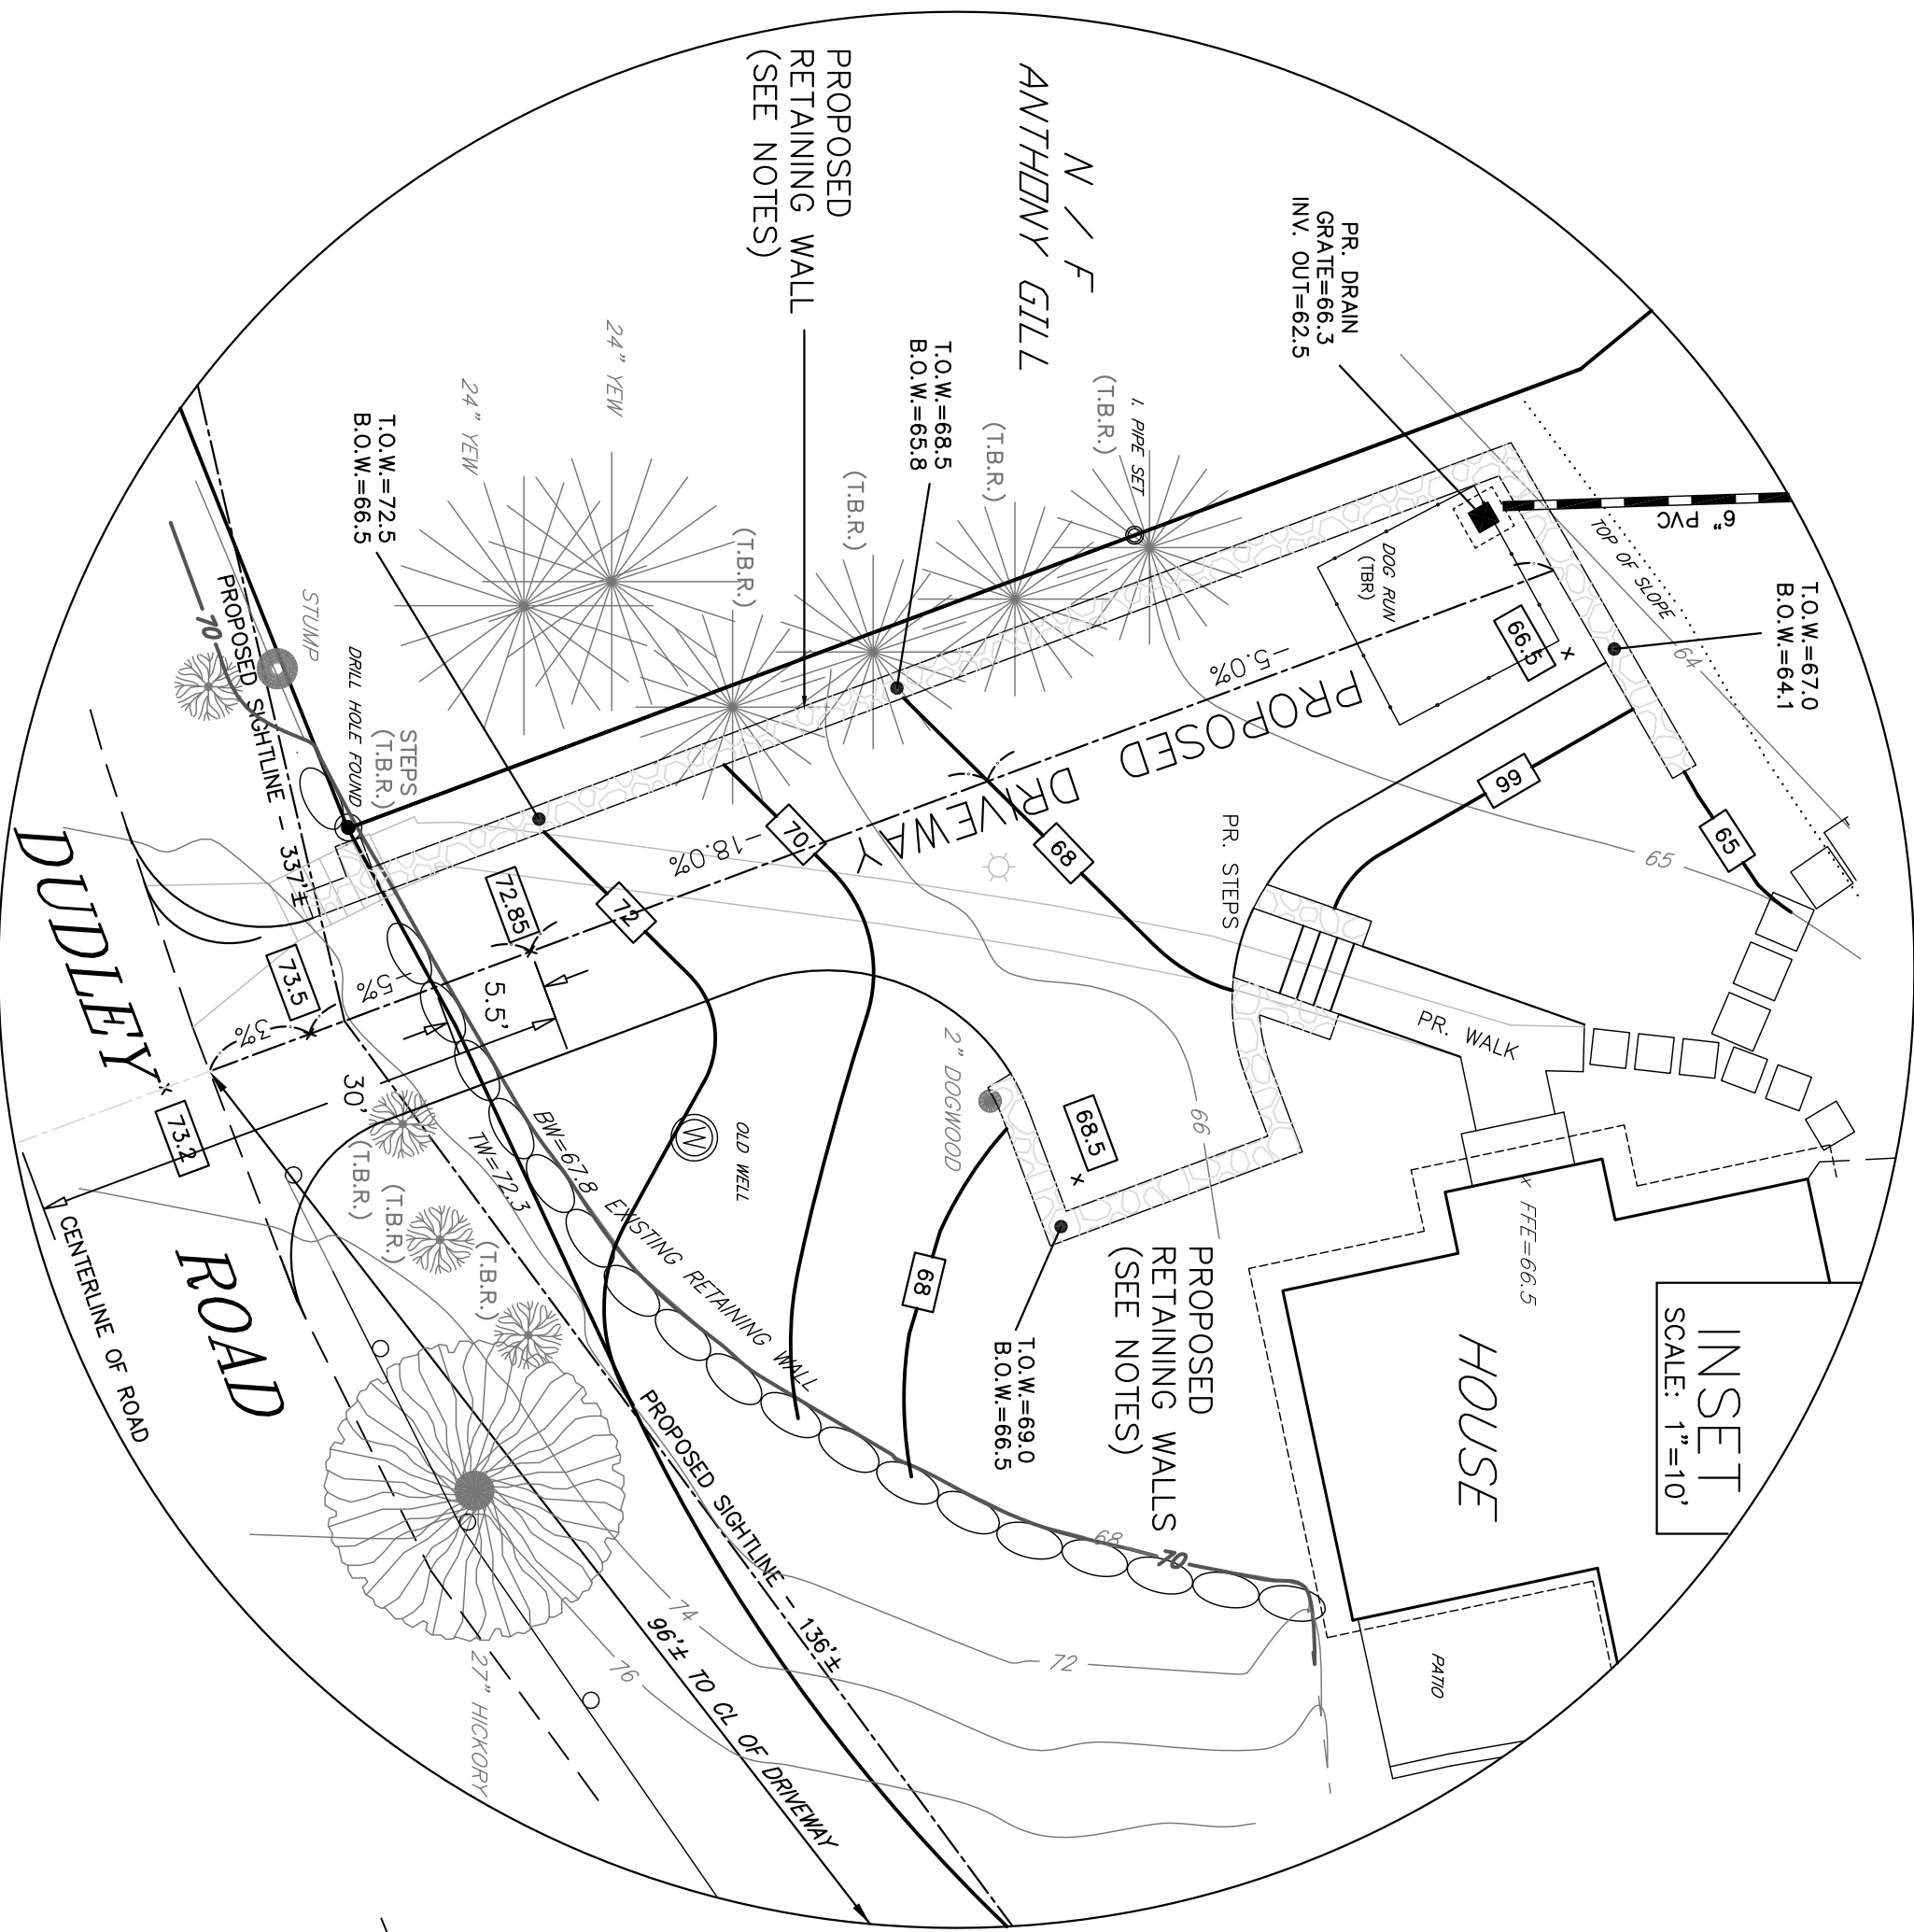 INSET
SCALE: 1"=10'
T.O.W.=67.0
B.O.W.=64.1
6" PVC
TOP OF SLOPE
64
65
65
PR. DRAIN
GRATE=66.3
INV. OUT=62.5
DOG RUN
(TBR)
66.5
66
N / F
ANTHONY GILL
I. PIPE SET
(T.B.R.)
(T.B.R.)
(T.B.R.)
(T.B.R.)
-5.0%
PROPOSED DRIVEWAY
PR. STEPS
PR. WALK
FFE=66.5
HOUSE
PATIO
66
68
68.5
PROPOSED
RETAINING WALLS
(SEE NOTES)
T.O.W.=69.0
B.O.W.=66.5
2" DOGWOOD
68
T.O.W.=68.5
B.O.W.=65.8
PROPOSED
RETAINING WALL
(SEE NOTES)
24" YEW
24" YEW
70
-18.0%
72
72.85
5.5'
OLD WELL
W
EXISTING RETAINING WALL
BW=67.8
TW=72.3
68
70
72
74
76
T.O.W.=72.5
B.O.W.=66.5
STEPS
(T.B.R.)
DRILL HOLE FOUND
STUMP
70
PROPOSED SIGHTLINE - 337'±
-5%
73.5
3%
73.2
30'
(T.B.R.)
(T.B.R.)
(T.B.R.)
PROPOSED SIGHTLINE - 136'±
96'± TO CL OF DRIVEWAY
27" HICKORY
DUDLEY ROAD
CENTERLINE OF ROAD